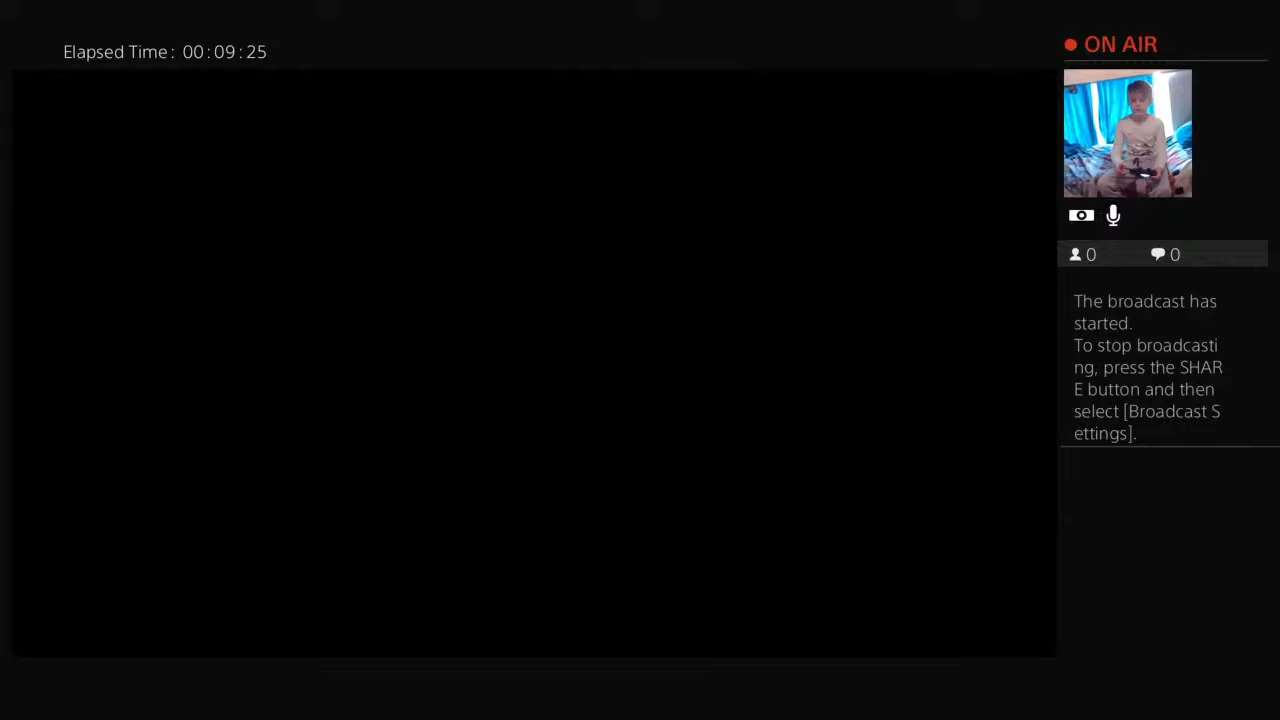 Elapsed Time: 00:09:25
ON AIR
0 0
The broadcast has
started.
To stop broadcasti
ng, press the SHAR
E button and then
select [Broadcast S
ettings].